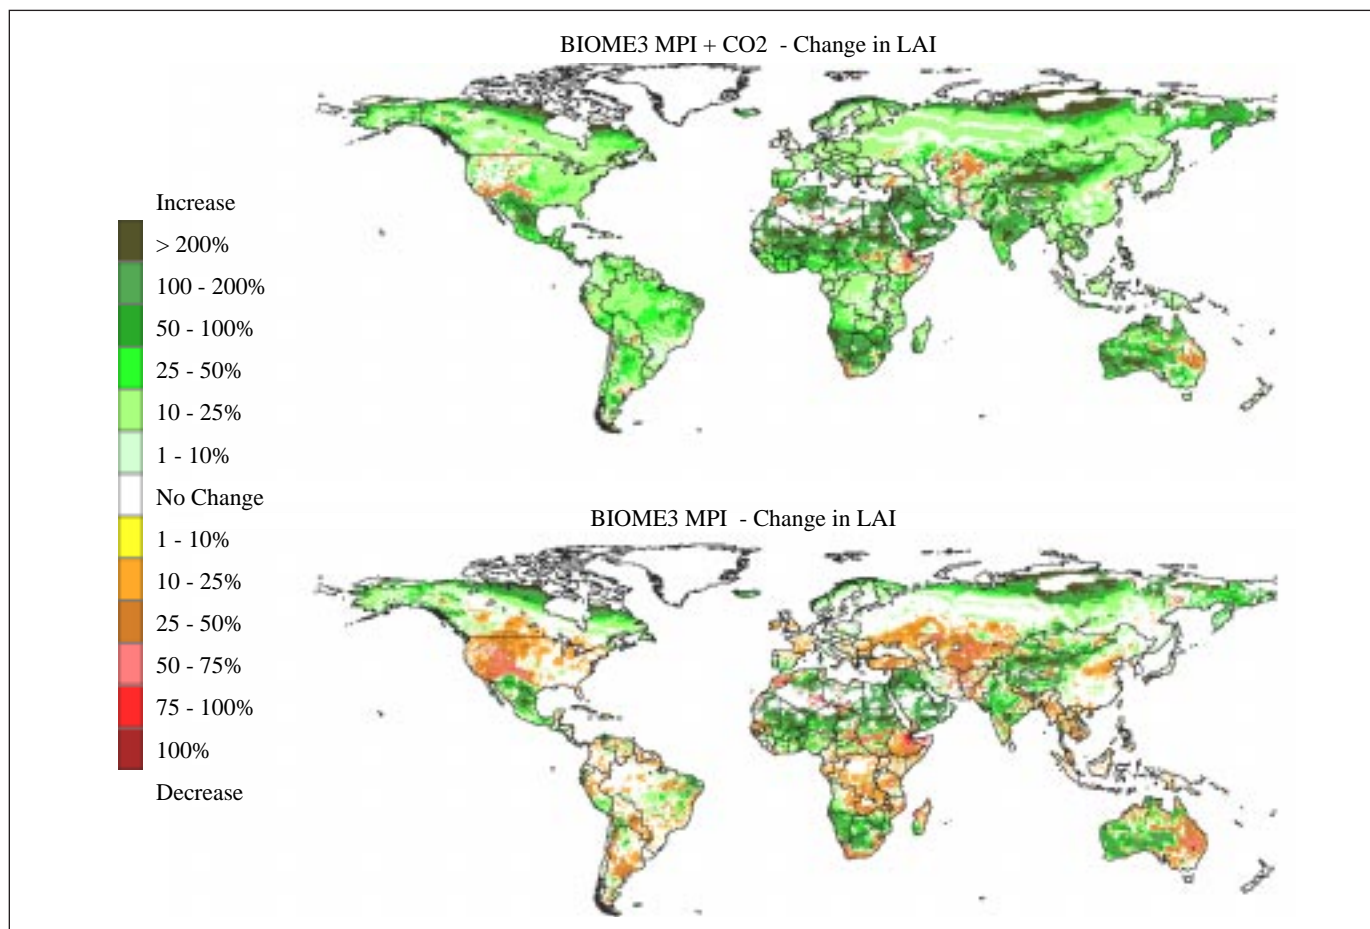 BIOME3 MPI + CO2 - Change in LAI
Increase
> 200%
100 - 200%
50 - 100%
25 - 50%
10 - 25%
1 - 10%
No Change
1 - 10%
10 - 25%
25 - 50%
50 - 75%
75 - 100%
100%
Decrease
BIOME3 MPI - Change in LAI